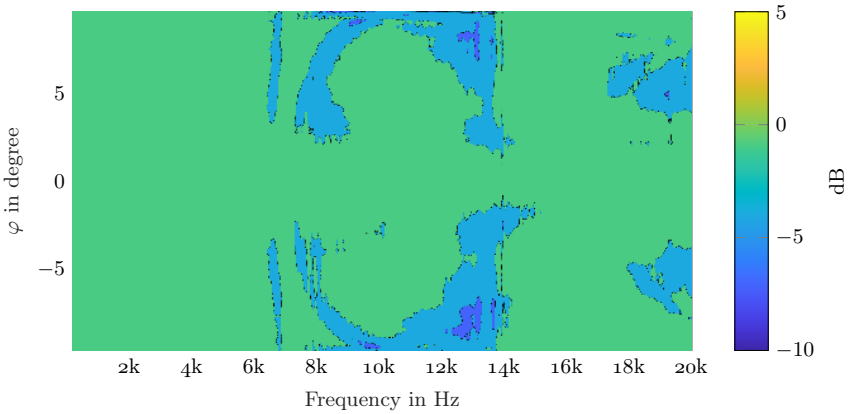 5
0
−5
φ in degree
2k
4k
6k
8k
10k
12k
14k
16k
18k
20k
Frequency in Hz
5
0
−5
−10
dB